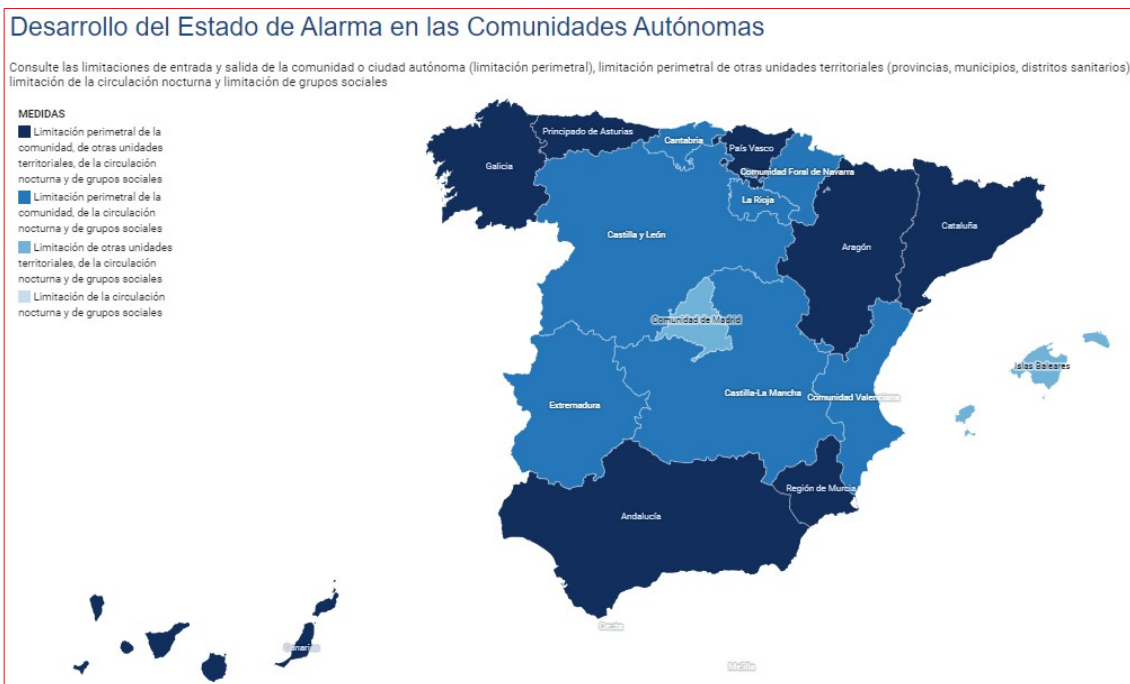 Desarrollo del Estado de Alarma en las Comunidades Autónomas
Consulte las limitaciones de entrada y salida de la comunidad o ciudad autónoma (limitación perimetral), limitación perimetral de otras unidades territoriales (provincias, municipios, distritos sanitarios)
limitación de la circulación nocturna y limitación de grupos sociales
MEDIDAS
Limitación perimetral de la
comunidad, de otras unidades
territoriales, de la circulación
nocturna y de grupos sociales
Limitación perimetral de la
comunidad, de la circulación
nocturna y de grupos sociales
Limitación de otras unidades
territoriales, de la circulación
nocturna y de grupos sociales
Limitación de la circulación
nocturna y de grupos sociales
Principado de Asturias
Cantabria
País Vasco
Galicia
Comunidad Foral de Navarra
La Rioja
Cataluña
Castilla y León
Aragón
Comunidad de Madrid
Islas Baleares
Castilla-La Mancha
Comunidad Valenciana
Extremadura
Región de Murcia
Andalucía
Ceuta
Canarias
Melilla